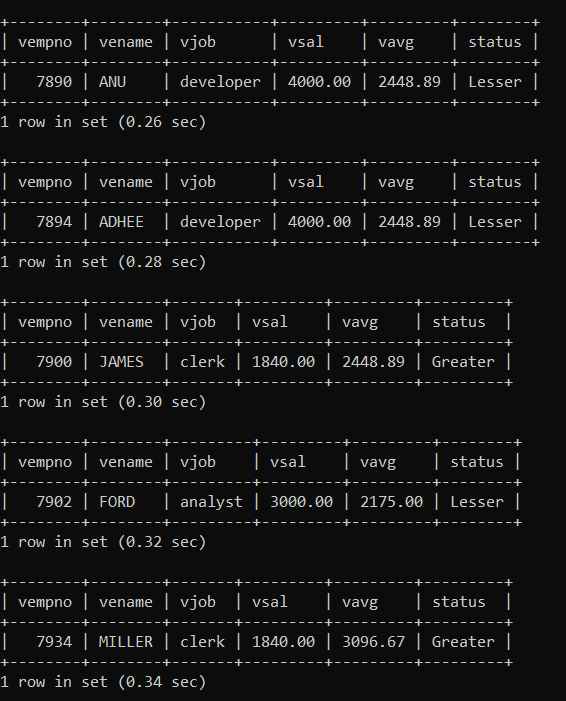 +--------+--------+-----------+---------+---------+--------+
| vempno | vename | vjob      | vsal    | vavg    | status |
+--------+--------+-----------+---------+---------+--------+
|   7890 | ANU    | developer | 4000.00 | 2448.89 | Lesser |
+--------+--------+-----------+---------+---------+--------+
1 row in set (0.26 sec)

+--------+--------+-----------+---------+---------+--------+
| vempno | vename | vjob      | vsal    | vavg    | status |
+--------+--------+-----------+---------+---------+--------+
|   7894 | ADHEE  | developer | 4000.00 | 2448.89 | Lesser |
+--------+--------+-----------+---------+---------+--------+
1 row in set (0.28 sec)

+--------+--------+-------+---------+---------+---------+
| vempno | vename | vjob  | vsal    | vavg    | status  |
+--------+--------+-------+---------+---------+---------+
|   7900 | JAMES  | clerk | 1840.00 | 2448.89 | Greater |
+--------+--------+-------+---------+---------+---------+
1 row in set (0.30 sec)

+--------+--------+---------+---------+---------+--------+
| vempno | vename | vjob    | vsal    | vavg    | status |
+--------+--------+---------+---------+---------+--------+
|   7902 | FORD   | analyst | 3000.00 | 2175.00 | Lesser |
+--------+--------+---------+---------+---------+--------+
1 row in set (0.32 sec)

+--------+--------+-------+---------+---------+---------+
| vempno | vename | vjob  | vsal    | vavg    | status  |
+--------+--------+-------+---------+---------+---------+
|   7934 | MILLER | clerk | 1840.00 | 3096.67 | Greater |
+--------+--------+-------+---------+---------+---------+
1 row in set (0.34 sec)